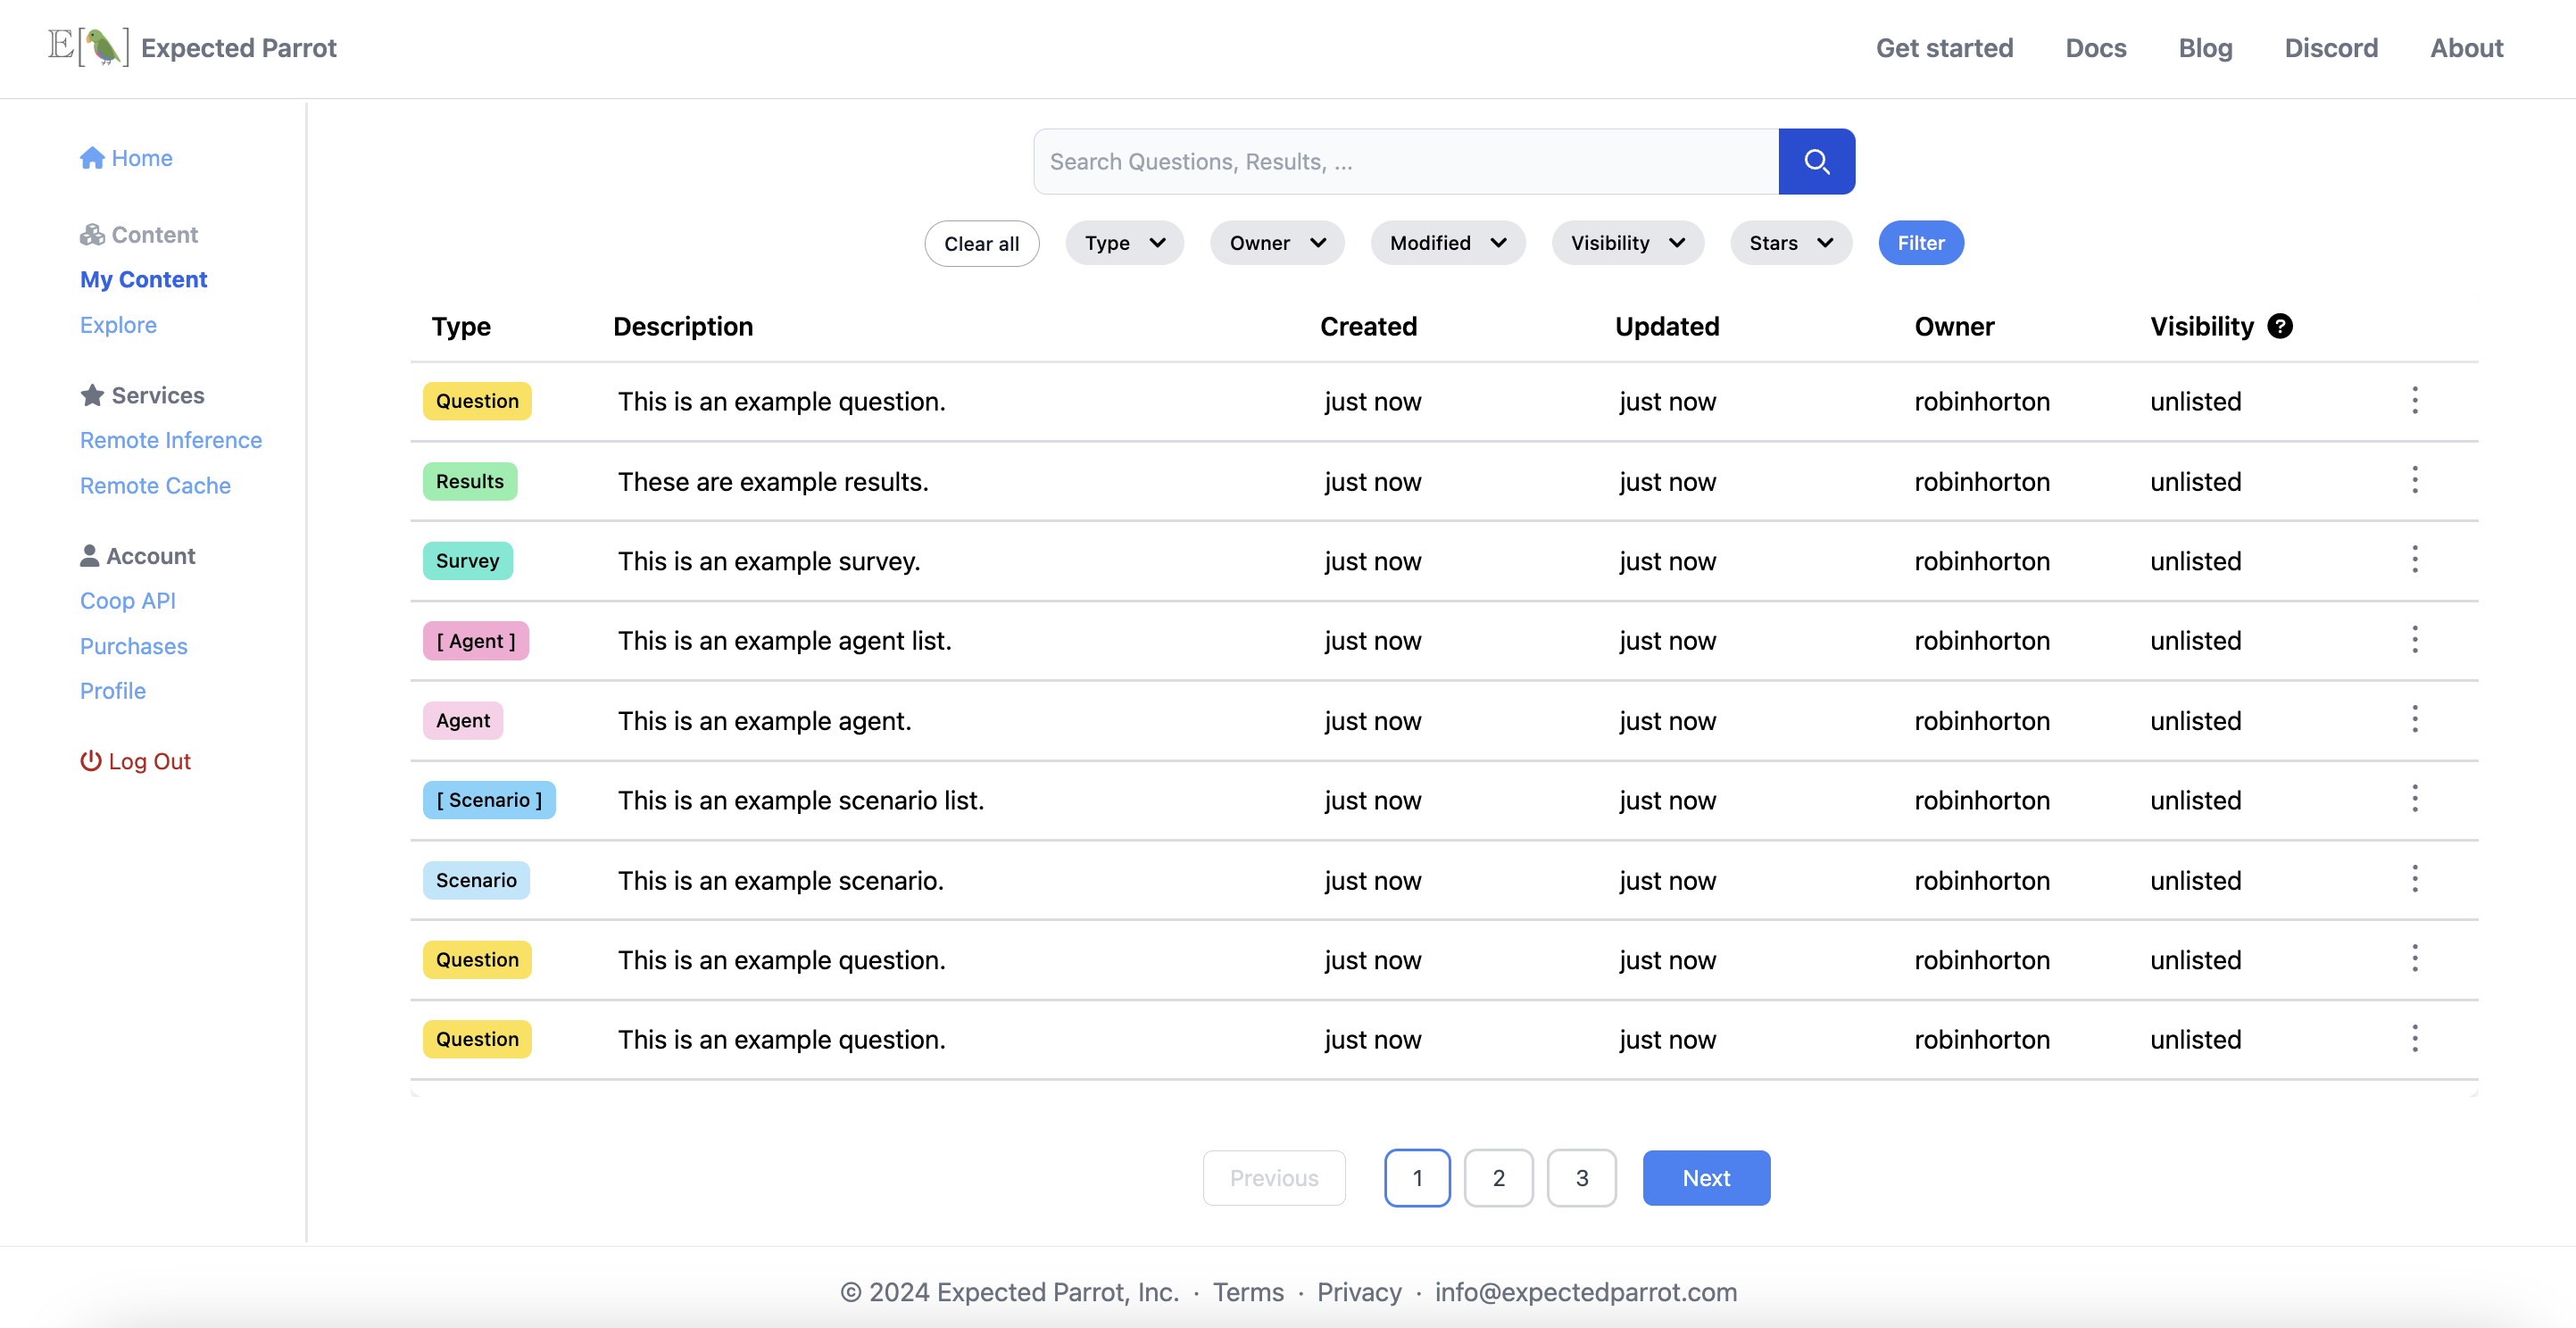 E[🦜] Expected Parrot
Get started Docs Blog Discord About
Home
Content
My Content
Explore
Services
Remote Inference
Remote Cache
Account
Coop API
Purchases
Profile
Log Out
Search Questions, Results, ...
Clear all Type Owner Modified Visibility Stars Filter
Type Description Created Updated Owner Visibility ?
Question This is an example question. just now just now robinhorton unlisted
Results These are example results. just now just now robinhorton unlisted
Survey This is an example survey. just now just now robinhorton unlisted
[ Agent ] This is an example agent list. just now just now robinhorton unlisted
Agent This is an example agent. just now just now robinhorton unlisted
[ Scenario ] This is an example scenario list. just now just now robinhorton unlisted
Scenario This is an example scenario. just now just now robinhorton unlisted
Question This is an example question. just now just now robinhorton unlisted
Question This is an example question. just now just now robinhorton unlisted
Previous 1 2 3 Next
© 2024 Expected Parrot, Inc. · Terms · Privacy · info@expectedparrot.com